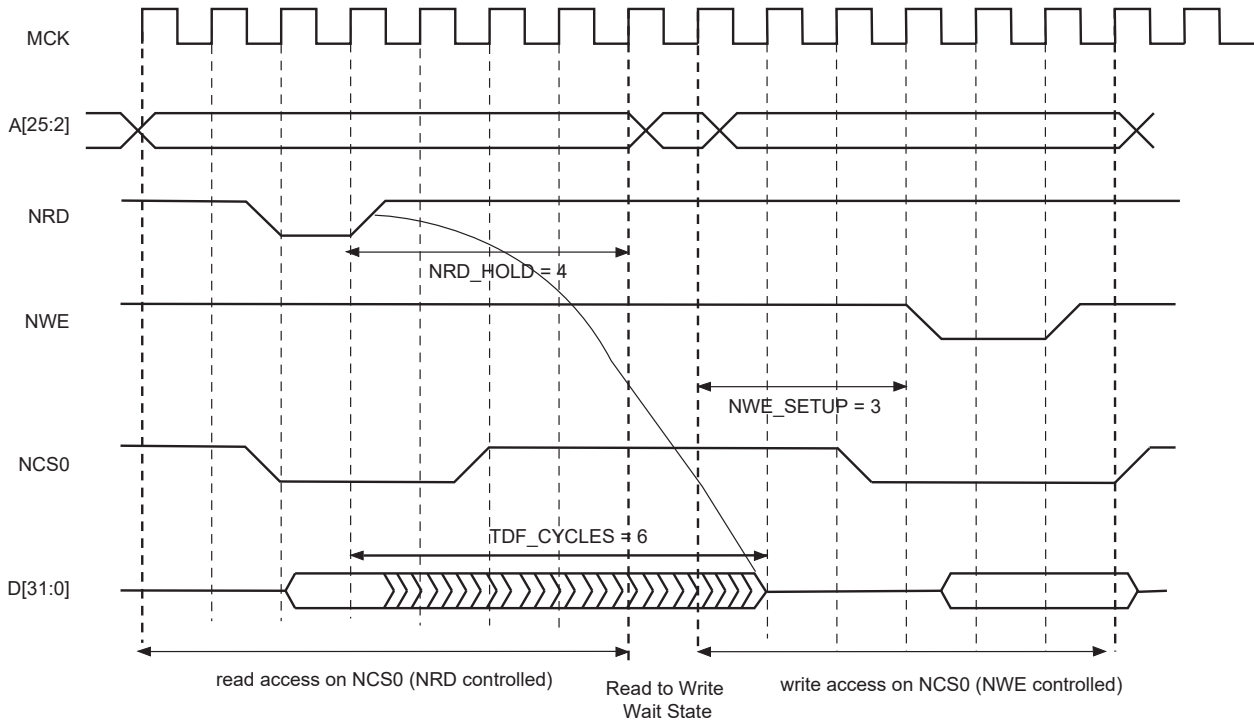 MCK
A[25:2]
NRD
NRD_HOLD = 4
NWE
NWE_SETUP = 3
NCS0
TDF_CYCLES = 6
D[31:0]
read access on NCS0 (NRD controlled)
Read to Write
Wait State
write access on NCS0 (NWE controlled)